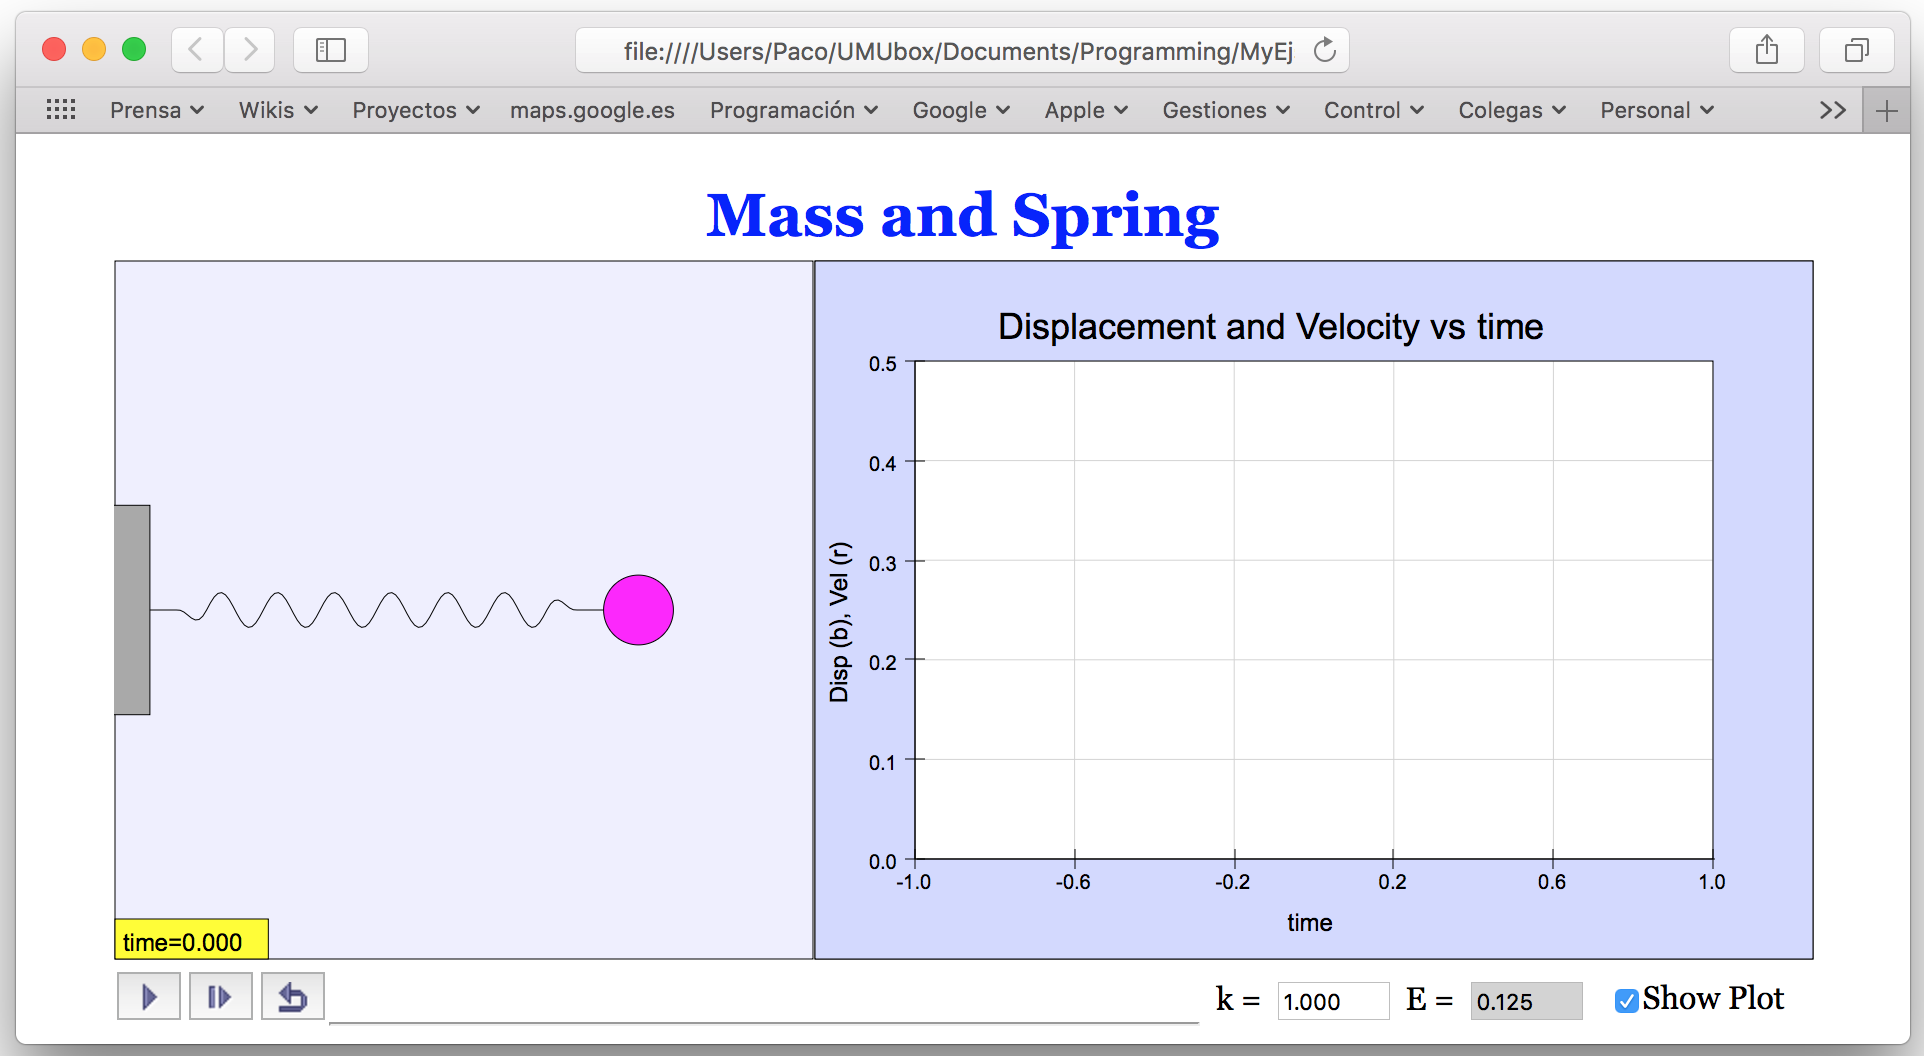 file:////Users/Paco/UMUbox/Documents/Programming/MyEj
Prensa Wikis Proyectos maps.google.es Programación Google Apple Gestiones Control Colegas Personal
Mass and Spring
Displacement and Velocity vs time
0.5
0.4
0.3
0.2
0.1
0.0
Disp (b), Vel (r)
-1.0 -0.6 -0.2 0.2 0.6 1.0
time
time=0.000
k = 1.000 E = 0.125 Show Plot